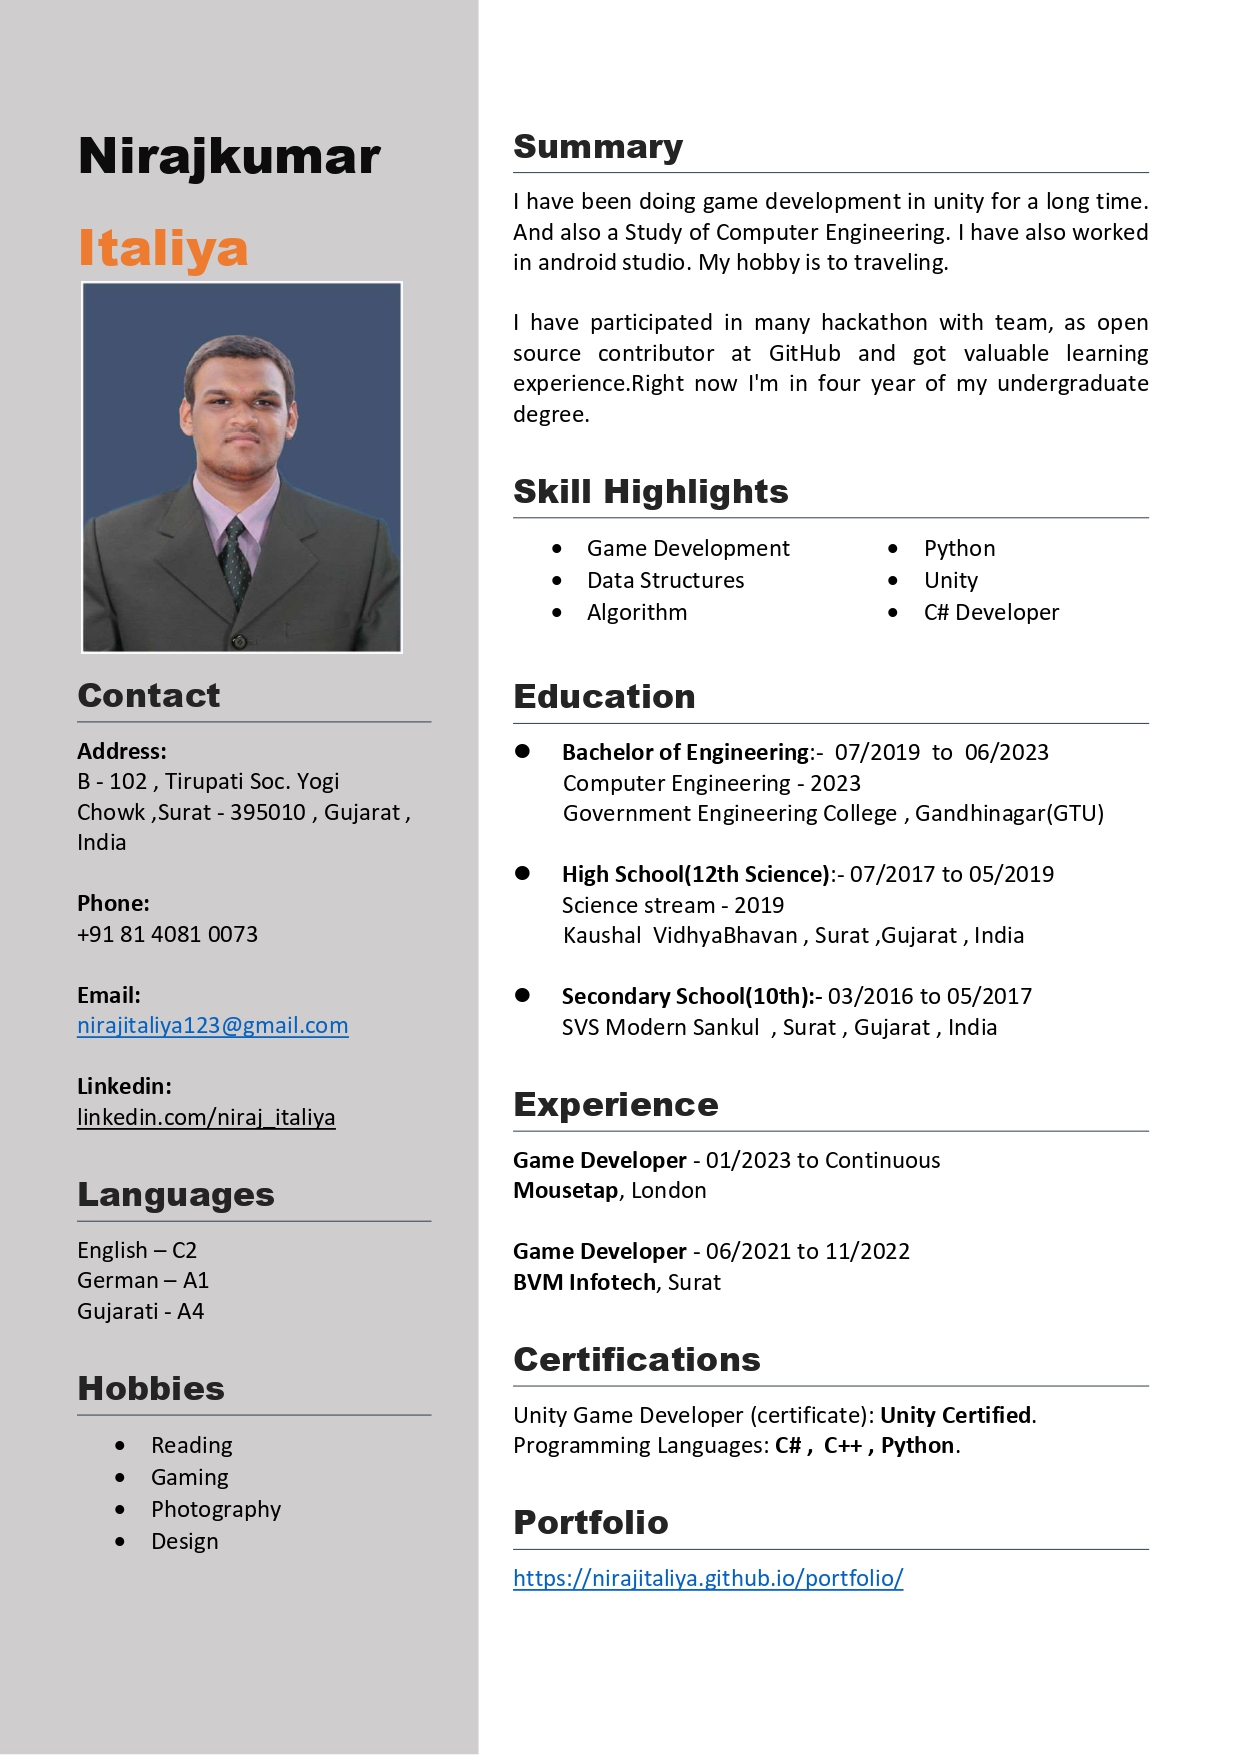 Nirajkumar
Italiya
Contact
Address:
B - 102 , Tirupati Soc. Yogi
Chowk ,Surat - 395010 , Gujarat ,
India
Phone:
+91 81 4081 0073
Email:
nirajitaliya123@gmail.com
Linkedin:
linkedin.com/niraj_italiya
Languages
English – C2
German – A1
Gujarati - A4
Hobbies
• Reading
• Gaming
• Photography
• Design
Summary
I have been doing game development in unity for a long time.
And also a Study of Computer Engineering. I have also worked
in android studio. My hobby is to traveling.
I have participated in many hackathon with team, as open
source contributor at GitHub and got valuable learning
experience.Right now I'm in four year of my undergraduate
degree.
Skill Highlights
• Game Development
• Data Structures
• Algorithm
• Python
• Unity
• C# Developer
Education
● Bachelor of Engineering:- 07/2019 to 06/2023
Computer Engineering - 2023
Government Engineering College , Gandhinagar(GTU)
● High School(12th Science):- 07/2017 to 05/2019
Science stream - 2019
Kaushal VidhyaBhavan , Surat ,Gujarat , India
● Secondary School(10th):- 03/2016 to 05/2017
SVS Modern Sankul , Surat , Gujarat , India
Experience
Game Developer - 01/2023 to Continuous
Mousetap, London
Game Developer - 06/2021 to 11/2022
BVM Infotech, Surat
Certifications
Unity Game Developer (certificate): Unity Certified.
Programming Languages: C# , C++ , Python.
Portfolio
https://nirajitaliya.github.io/portfolio/